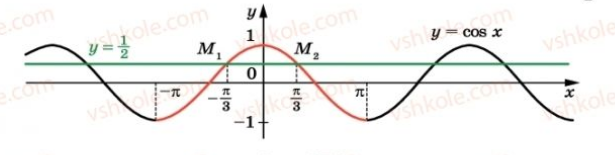 y
1
y = 1/2
M₁
M₂
y = cos x
0
−π
−π/3
π/3
π
x
−1
vshkole.com